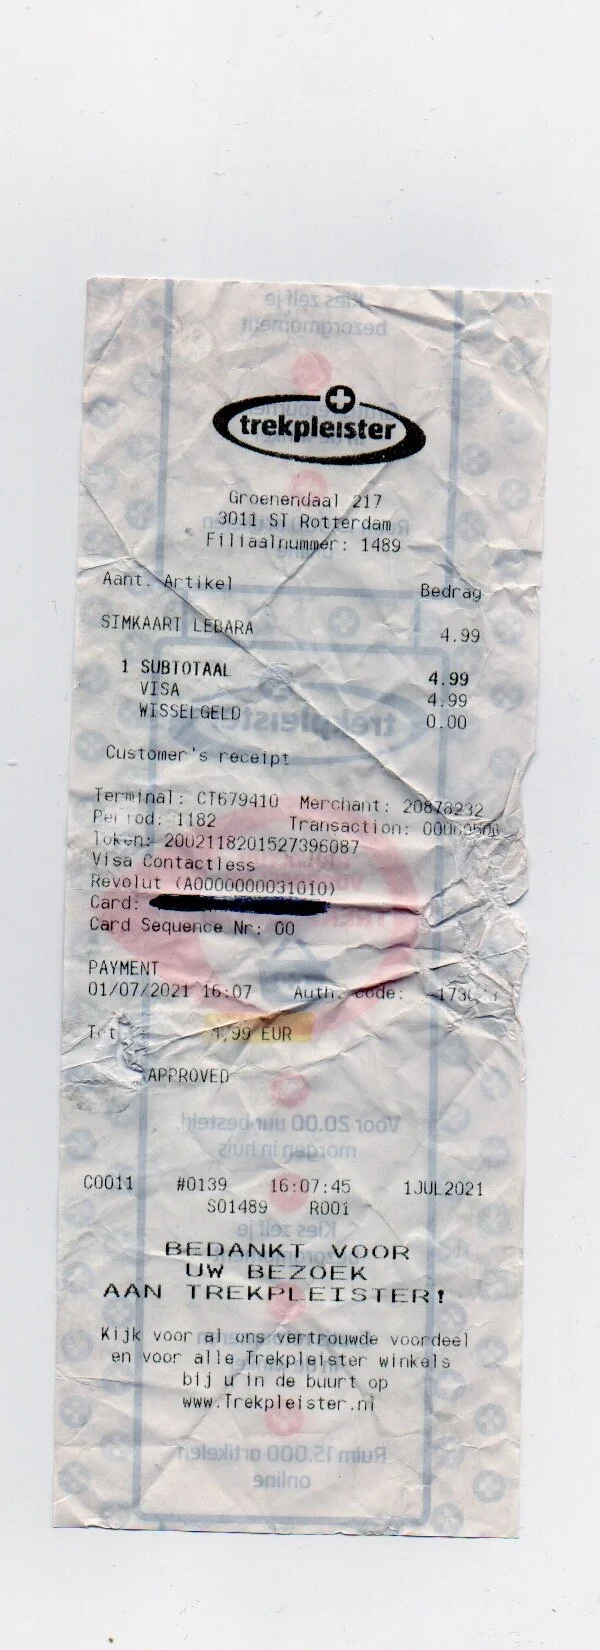 trekpleister
Groenendaal 217
3011 ST Rotterdam
Filiaalnummer: 1489
Aant. Artikel Bedrag
SIMKAART LEBARA 4.99
1 SUBTOTAAL 4.99
VISA 4.99
WISSELGELD 0.00
Customer's receipt
Terminal: CT679410 Merchant: 20878232
Period: 1182 Transaction:
Token: 2002118201527396087
Visa Contactless
Revolut (A0000000031010)
Card:
Card Sequence Nr: 00
PAYMENT
01/07/2021 16:07 Auth. code:
4,99 EUR
APPROVED
C0011 #0139 16:07:45 1JUL2021
S01489 R001
BEDANKT VOOR
UW BEZOEK
AAN TREKPLEISTER!
Kijk voor al ons vertrouwde voordeel
en voor alle Trekpleister winkels
bij u in de buurt op
www.Trekpleister.nl